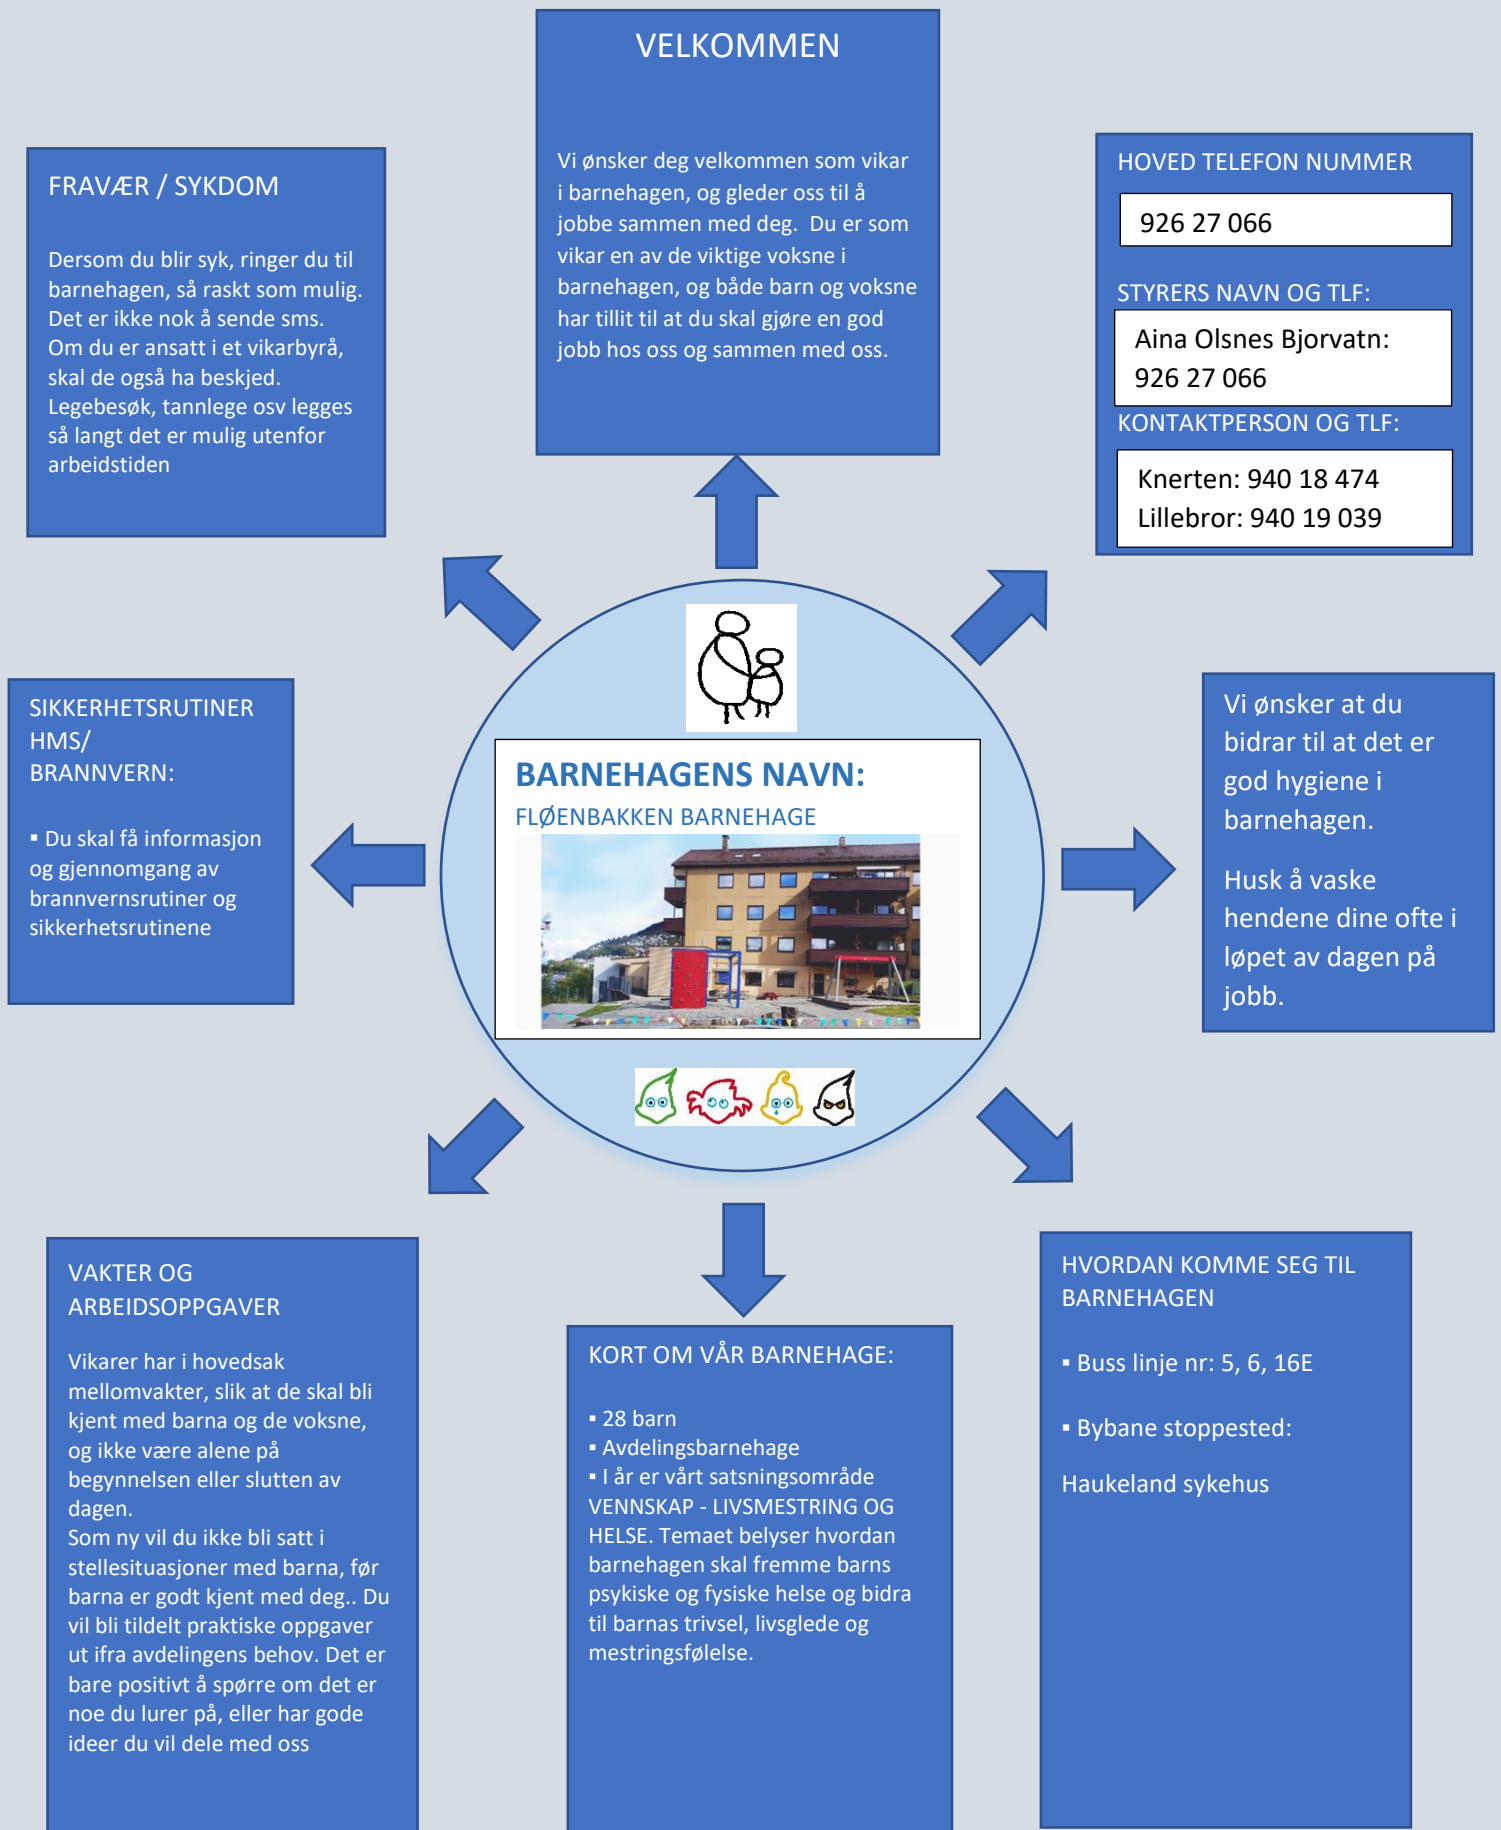 VELKOMMEN
Vi ønsker deg velkommen som vikar
i barnehagen, og gleder oss til å
jobbe sammen med deg.  Du er som
vikar en av de viktige voksne i
barnehagen, og både barn og voksne
har tillit til at du skal gjøre en god
jobb hos oss og sammen med oss.
FRAVÆR / SYKDOM
Dersom du blir syk, ringer du til
barnehagen, så raskt som mulig.
Det er ikke nok å sende sms.
Om du er ansatt i et vikarbyrå,
skal de også ha beskjed.
Legebesøk, tannlege osv legges
så langt det er mulig utenfor
arbeidstiden
HOVED TELEFON NUMMER
926 27 066
STYRERS NAVN OG TLF:
Aina Olsnes Bjorvatn:
926 27 066
KONTAKTPERSON OG TLF:
Knerten: 940 18 474
Lillebror: 940 19 039
SIKKERHETSRUTINER
HMS/
BRANNVERN:
▪ Du skal få informasjon
og gjennomgang av
brannvernsrutiner og
sikkerhetsrutinene
BARNEHAGENS NAVN:
FLØENBAKKEN BARNEHAGE
Vi ønsker at du
bidrar til at det er
god hygiene i
barnehagen.
Husk å vaske
hendene dine ofte i
løpet av dagen på
jobb.
VAKTER OG
ARBEIDSOPPGAVER
Vikarer har i hovedsak
mellomvakter, slik at de skal bli
kjent med barna og de voksne,
og ikke være alene på
begynnelsen eller slutten av
dagen.
Som ny vil du ikke bli satt i
stellesituasjoner med barna, før
barna er godt kjent med deg.. Du
vil bli tildelt praktiske oppgaver
ut ifra avdelingens behov. Det er
bare positivt å spørre om det er
noe du lurer på, eller har gode
ideer du vil dele med oss
KORT OM VÅR BARNEHAGE:
▪ 28 barn
▪ Avdelingsbarnehage
▪ I år er vårt satsningsområde
VENNSKAP - LIVSMESTRING OG
HELSE. Temaet belyser hvordan
barnehagen skal fremme barns
psykiske og fysiske helse og bidra
til barnas trivsel, livsglede og
mestringsfølelse.
HVORDAN KOMME SEG TIL
BARNEHAGEN
▪ Buss linje nr: 5, 6, 16E
▪ Bybane stoppested:
Haukeland sykehus